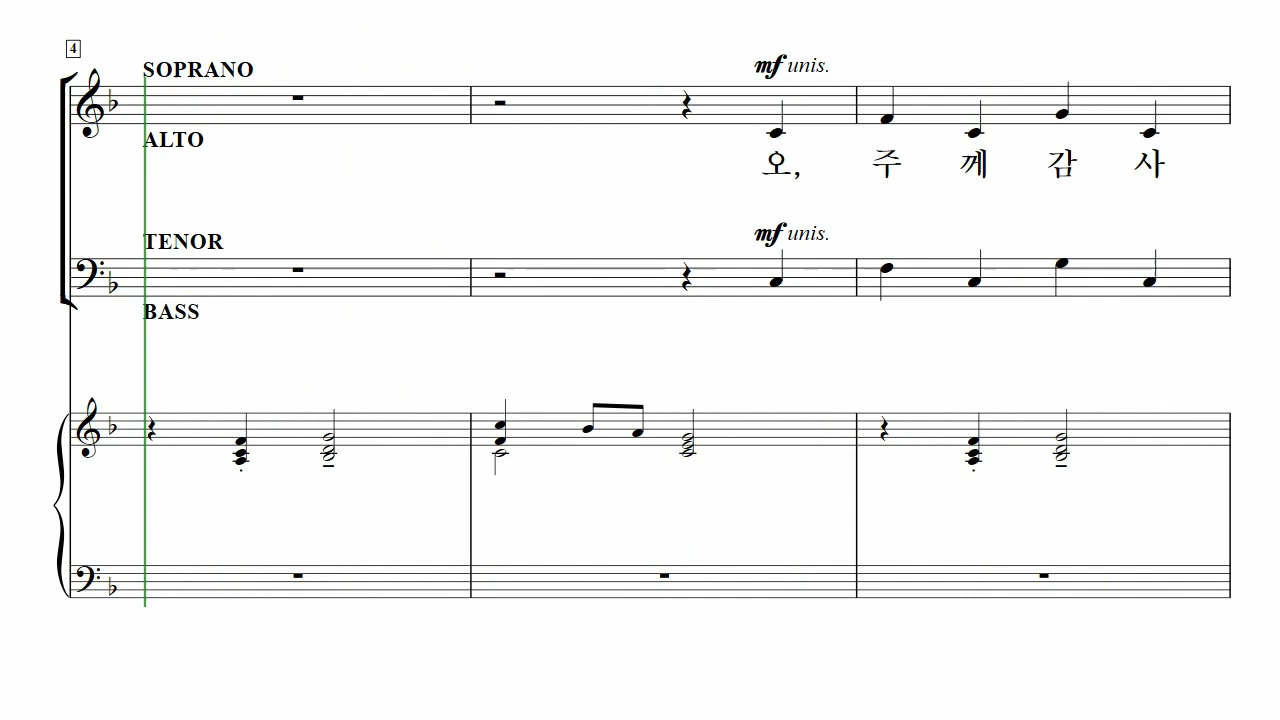 4
SOPRANO
mf unis.
ALTO
오, 주 께 감 사
TENOR
mf unis.
BASS